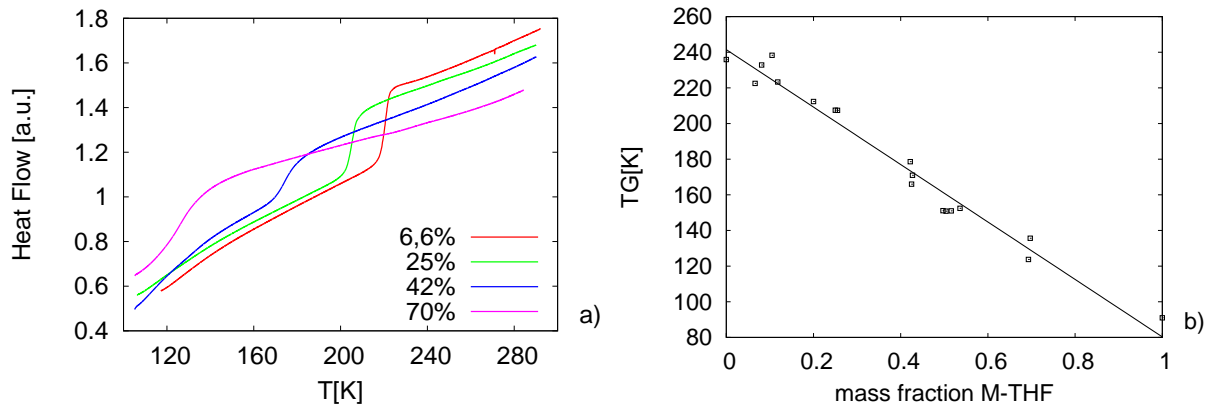 1.8
1.6
1.4
1.2
1
0.8
0.6
0.4
Heat Flow [a.u.]
120 160 200 240 280
T[K]
6,6%
25%
42%
70%
a)
260
240
220
200
180
160
140
120
100
80
TG[K]
0 0.2 0.4 0.6 0.8 1
mass fraction M-THF
b)